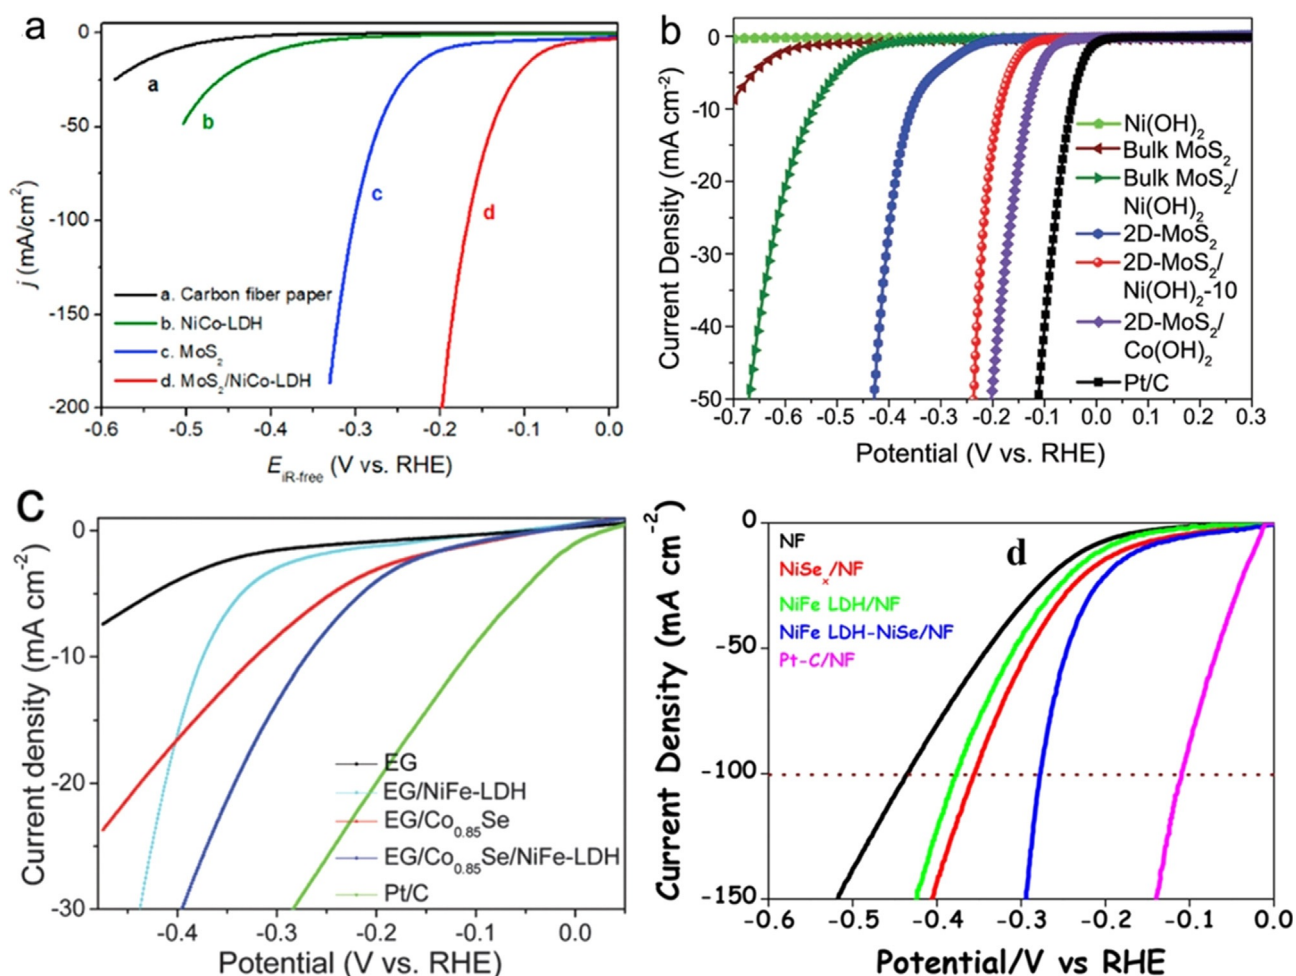 a
0
-50
-100
-150
-200
-0.6
-0.5
-0.4
-0.3
-0.2
-0.1
0.0
j (mA/cm²)
E_iR-free (V vs. RHE)
a
b
c
d
a. Carbon fiber paper
b. NiCo-LDH
c. MoS₂
d. MoS₂/NiCo-LDH
b
0
-10
-20
-30
-40
-50
-0.7
-0.6
-0.5
-0.4
-0.3
-0.2
-0.1
0.0
0.1
0.2
0.3
Current Density (mA cm⁻²)
Potential (V vs. RHE)
Ni(OH)₂
Bulk MoS₂
Bulk MoS₂/
Ni(OH)₂
2D-MoS₂
2D-MoS₂/
Ni(OH)₂-10
2D-MoS₂/
Co(OH)₂
Pt/C
c
0
-10
-20
-30
-0.4
-0.3
-0.2
-0.1
0.0
Current density (mA cm⁻²)
Potential (V vs. RHE)
EG
EG/NiFe-LDH
EG/Co₀.₈₅Se
EG/Co₀.₈₅Se/NiFe-LDH
Pt/C
d
0
-50
-100
-150
-0.6
-0.5
-0.4
-0.3
-0.2
-0.1
0.0
Current Density (mA cm⁻²)
Potential/V vs RHE
NF
NiSeₓ/NF
NiFe LDH/NF
NiFe LDH-NiSe/NF
Pt-C/NF